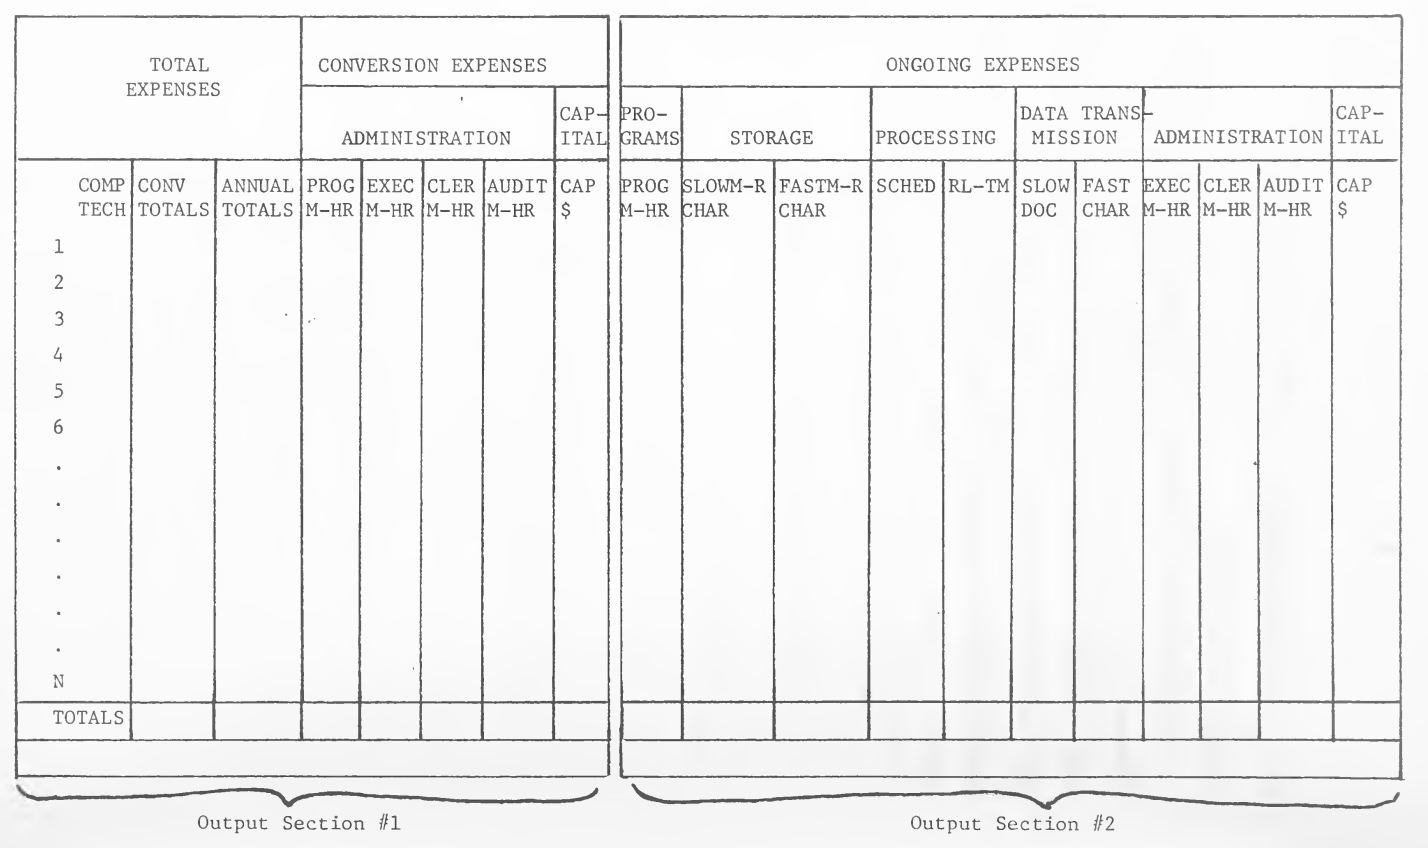 TOTAL EXPENSES
CONVERSION EXPENSES
ONGOING EXPENSES
ADMINISTRATION
CAP-
ITAL
PRO-
GRAMS
STORAGE
PROCESSING
DATA TRANS-
MISSION
ADMINISTRATION
CAP-
ITAL
COMP TECH
CONV TOTALS
ANNUAL TOTALS
PROG M-HR
EXEC M-HR
CLER M-HR
AUDIT M-HR
CAP $
PROG M-HR
SLOWM-R CHAR
FASTM-R CHAR
SCHED
RL-TM
SLOW DOC
FAST CHAR
EXEC M-HR
CLER M-HR
AUDIT M-HR
CAP $
1
2
3
4
5
6
.
.
.
.
.
.
N
TOTALS
Output Section #1
Output Section #2